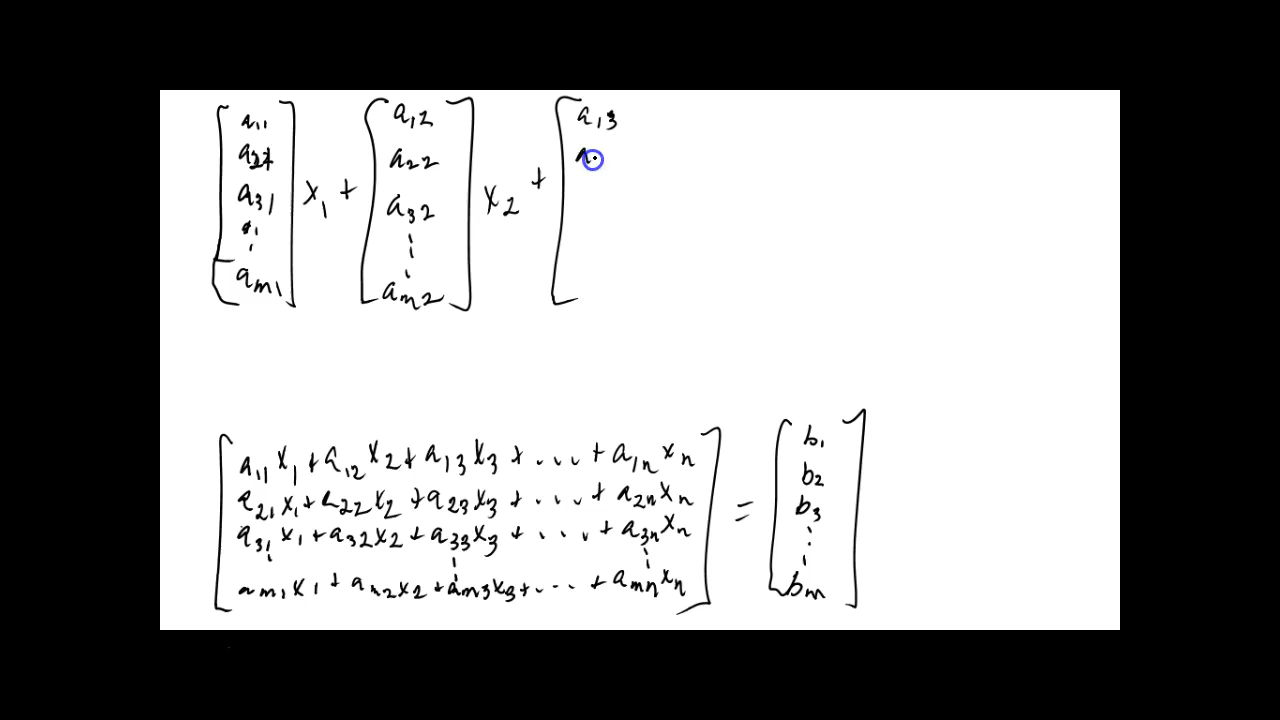 [a₁₁ a₂₁ a₃₁ ⋮ aₘ₁] x₁ + [a₁₂ a₂₂ a₃₂ ⋮ aₘ₂] x₂ + [a₁₃ a
[a₁₁x₁ + a₁₂x₂ + a₁₃x₃ + ... + a₁ₙxₙ
a₂₁x₁ + a₂₂x₂ + a₂₃x₃ + ... + a₂ₙxₙ
a₃₁x₁ + a₃₂x₂ + a₃₃x₃ + ... + a₃ₙxₙ
⋮ ⋮ ⋮
aₘ₁x₁ + aₘ₂x₂ + aₘ₃x₃ + ... + aₘₙxₙ] = [b₁ b₂ b₃ ⋮ bₘ]